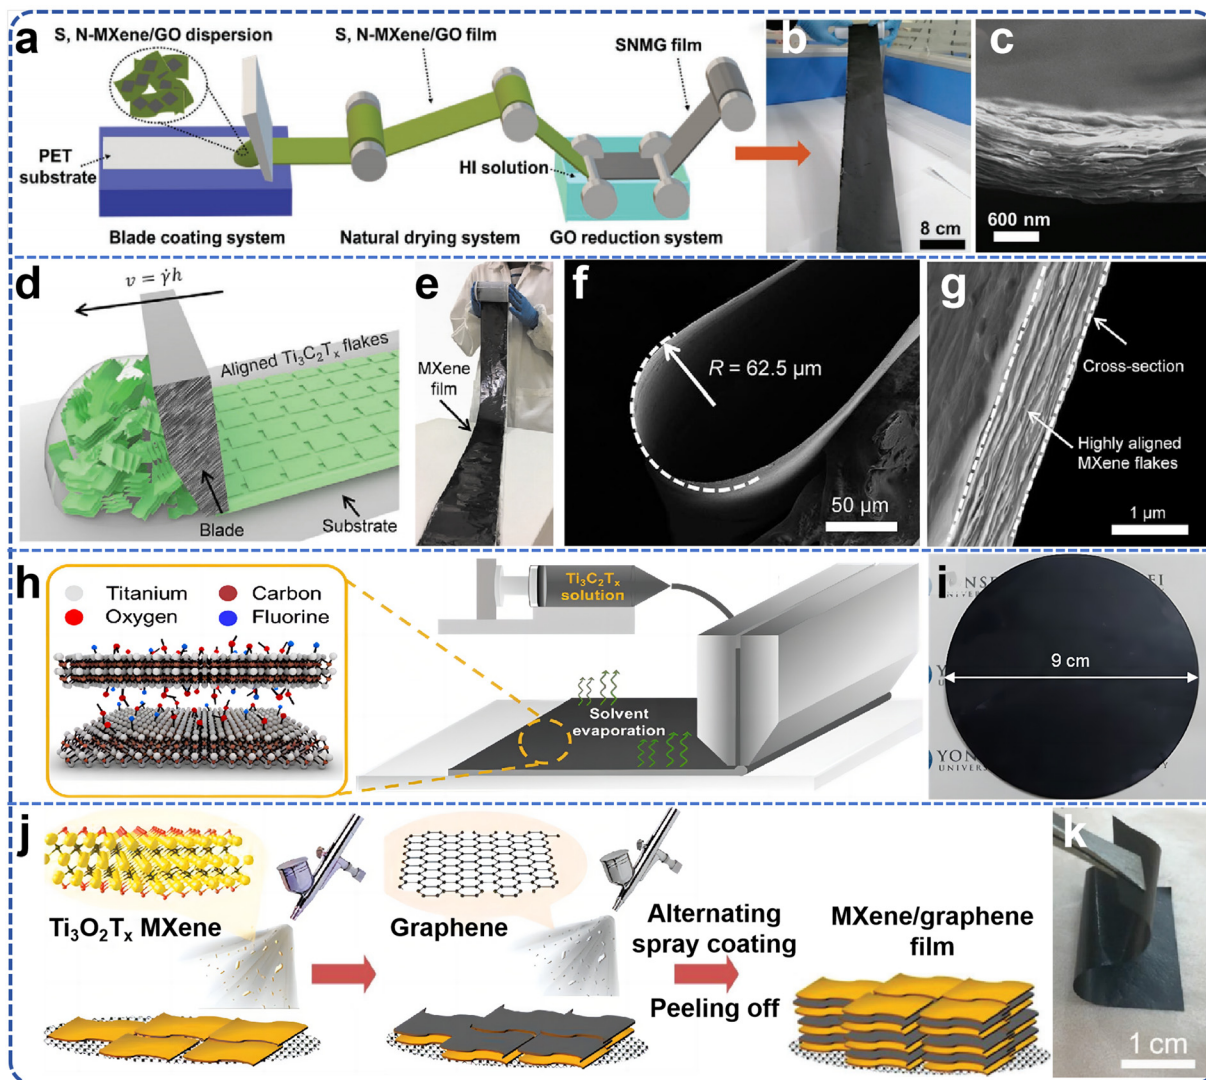 a
S, N-MXene/GO dispersion
S, N-MXene/GO film
SNMG film
PET
substrate
HI solution
Blade coating system
Natural drying system
GO reduction system
b
8 cm
c
600 nm
d
v = γ̇h
Aligned Ti₃C₂Tₓ flakes
Blade
Substrate
e
MXene
film
f
R = 62.5 µm
50 µm
g
Cross-section
Highly aligned
MXene flakes
1 µm
h
Titanium
Carbon
Oxygen
Fluorine
Ti₃C₂Tₓ
solution
Solvent
evaporation
i
9 cm
j
Ti₃O₂Tₓ MXene
Graphene
Alternating
spray coating
Peeling off
MXene/graphene
film
k
1 cm